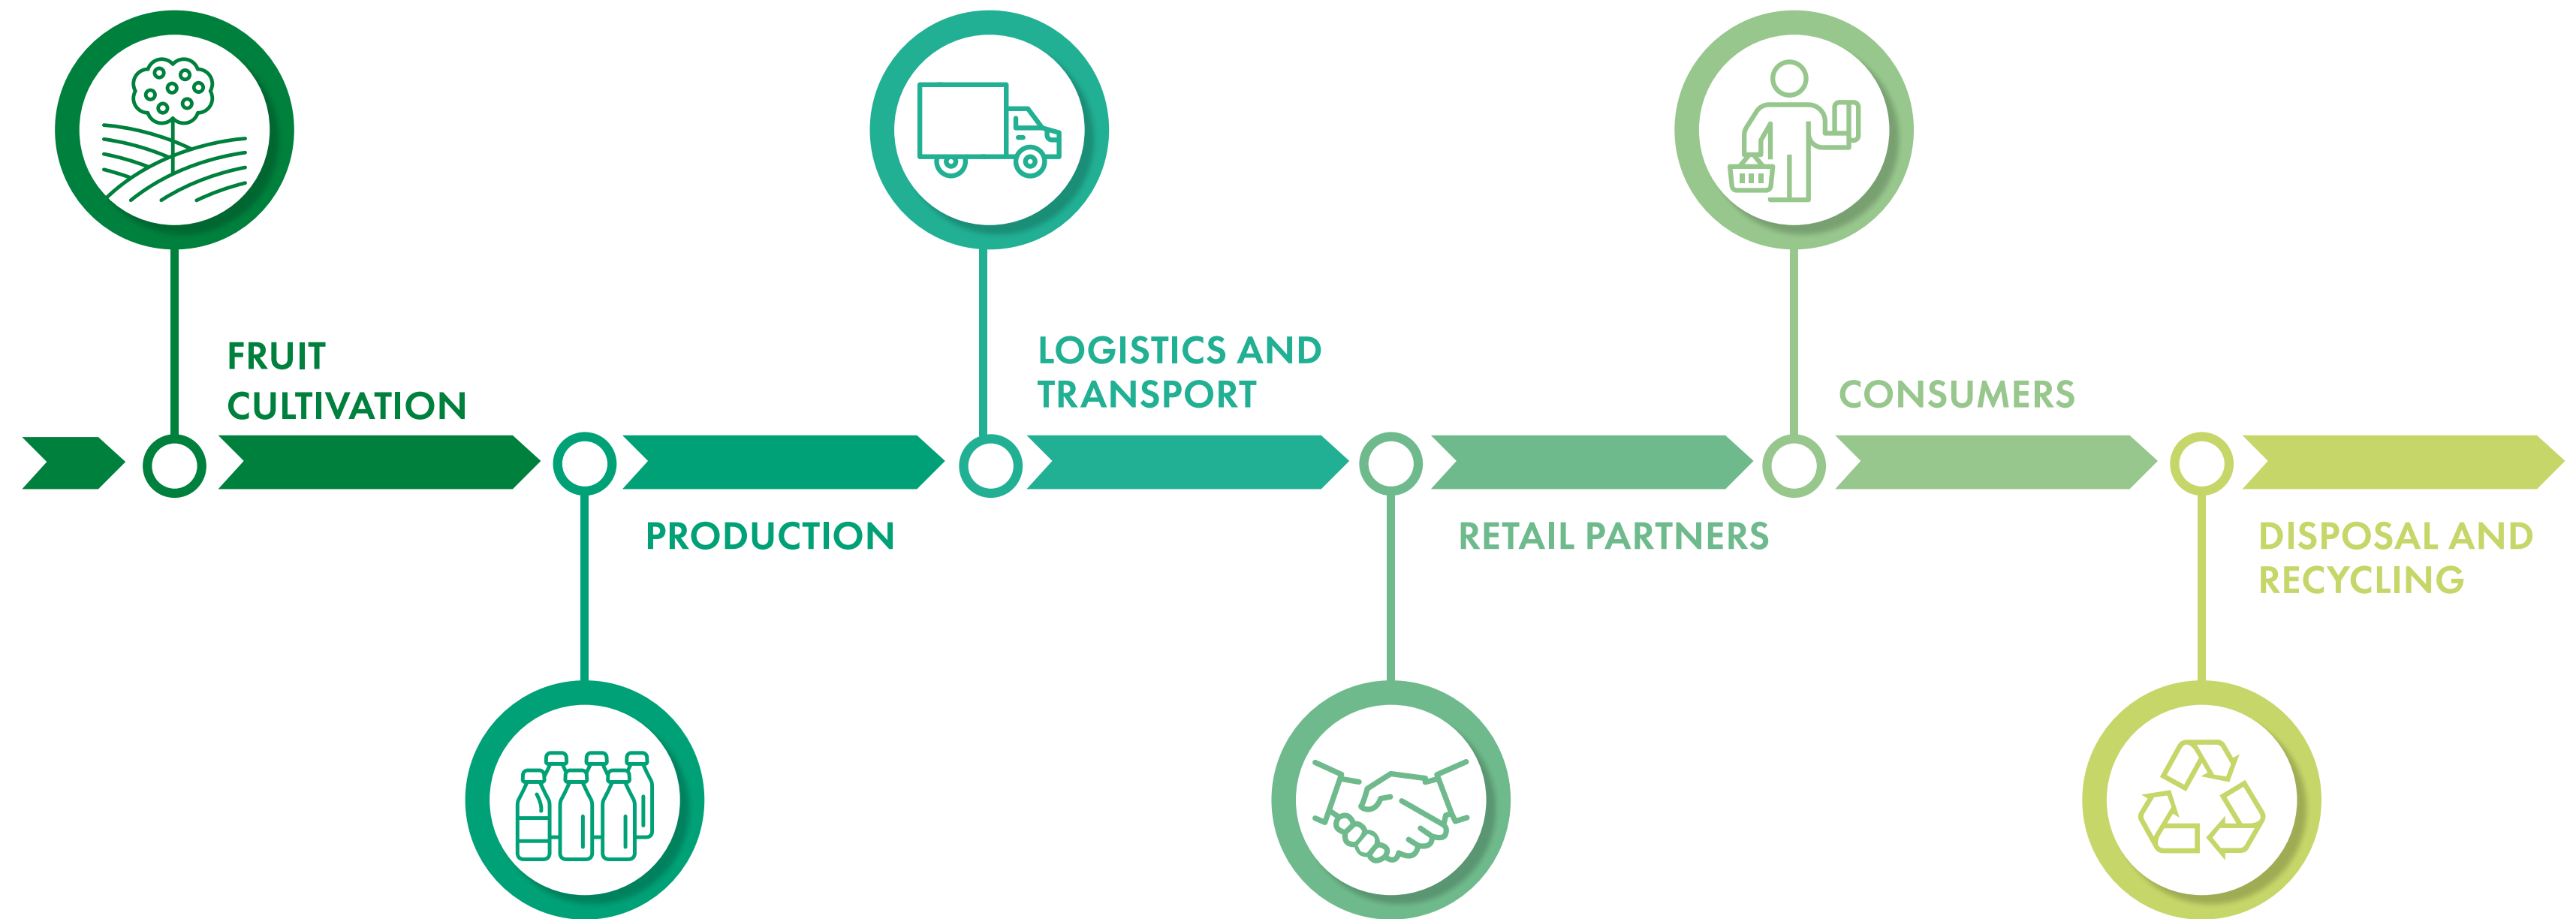 FRUIT
CULTIVATION
PRODUCTION
LOGISTICS AND
TRANSPORT
RETAIL PARTNERS
CONSUMERS
DISPOSAL AND
RECYCLING